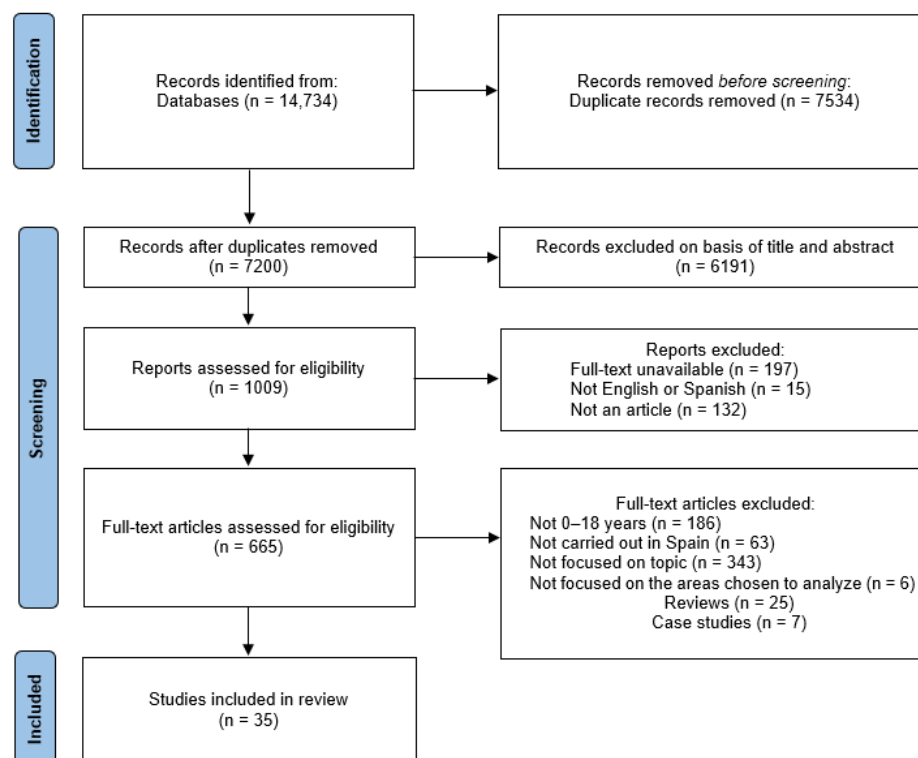 Identification
Records identified from:
Databases (n = 14,734)
Records removed before screening:
Duplicate records removed (n = 7534)
Screening
Records after duplicates removed
(n = 7200)
Records excluded on basis of title and abstract
(n = 6191)
Reports assessed for eligibility
(n = 1009)
Reports excluded:
Full-text unavailable (n = 197)
Not English or Spanish (n = 15)
Not an article (n = 132)
Full-text articles assessed for eligibility
(n = 665)
Full-text articles excluded:
Not 0–18 years (n = 186)
Not carried out in Spain (n = 63)
Not focused on topic (n = 343)
Not focused on the areas chosen to analyze (n = 6)
Reviews (n = 25)
Case studies (n = 7)
Included
Studies included in review
(n = 35)